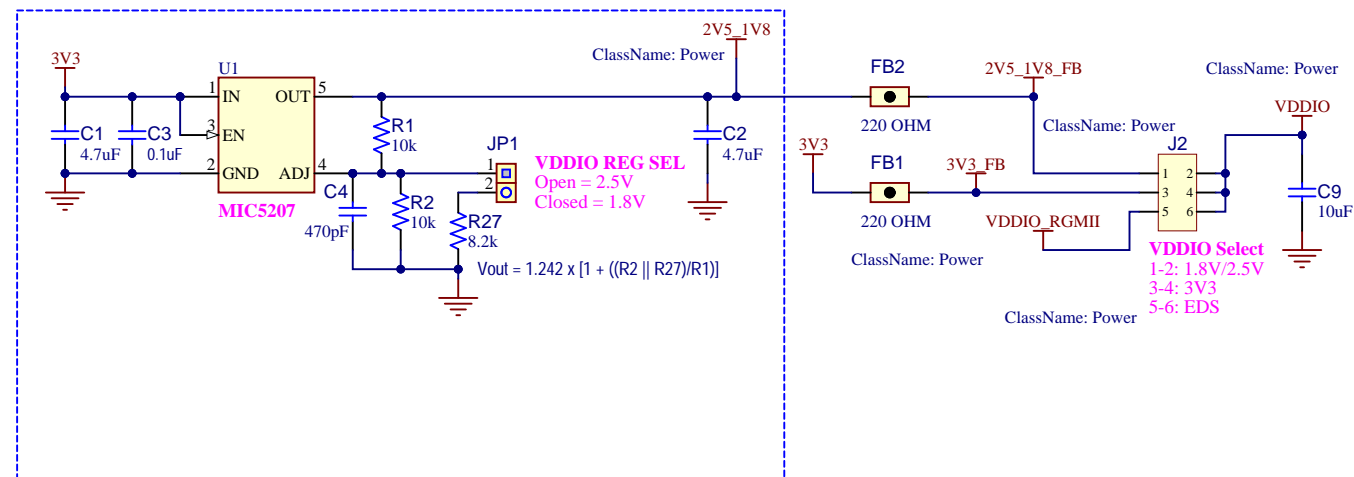 2V5_1V8
ClassName: Power
3V3
U1
1
IN
OUT
5
3
EN
2
GND
ADJ
4
MIC5207
C1
4.7uF
C3
0.1uF
R1
10k
C4
470pF
R2
10k
JP1
1
2
VDDIO REG SEL
Open = 2.5V
Closed = 1.8V
R27
8.2k
Vout = 1.242 x [1 + ((R2 || R27)/R1)]
C2
4.7uF
FB2
220 OHM
2V5_1V8_FB
ClassName: Power
3V3
FB1
220 OHM
3V3_FB
ClassName: Power
ClassName: Power
VDDIO
J2
1
2
3
4
5
6
VDDIO_RGMII
C9
10uF
VDDIO Select
1-2: 1.8V/2.5V
3-4: 3V3
5-6: EDS
ClassName: Power